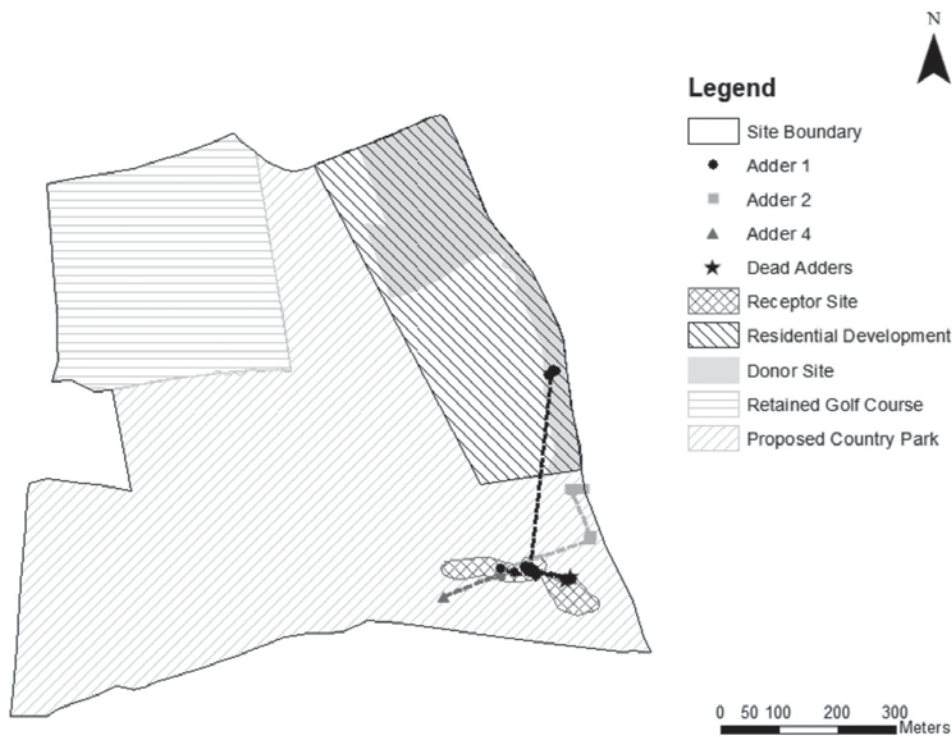 N
Legend
Site Boundary
Adder 1
Adder 2
Adder 4
Dead Adders
Receptor Site
Residential Development
Donor Site
Retained Golf Course
Proposed Country Park
0 50 100 200 300
Meters